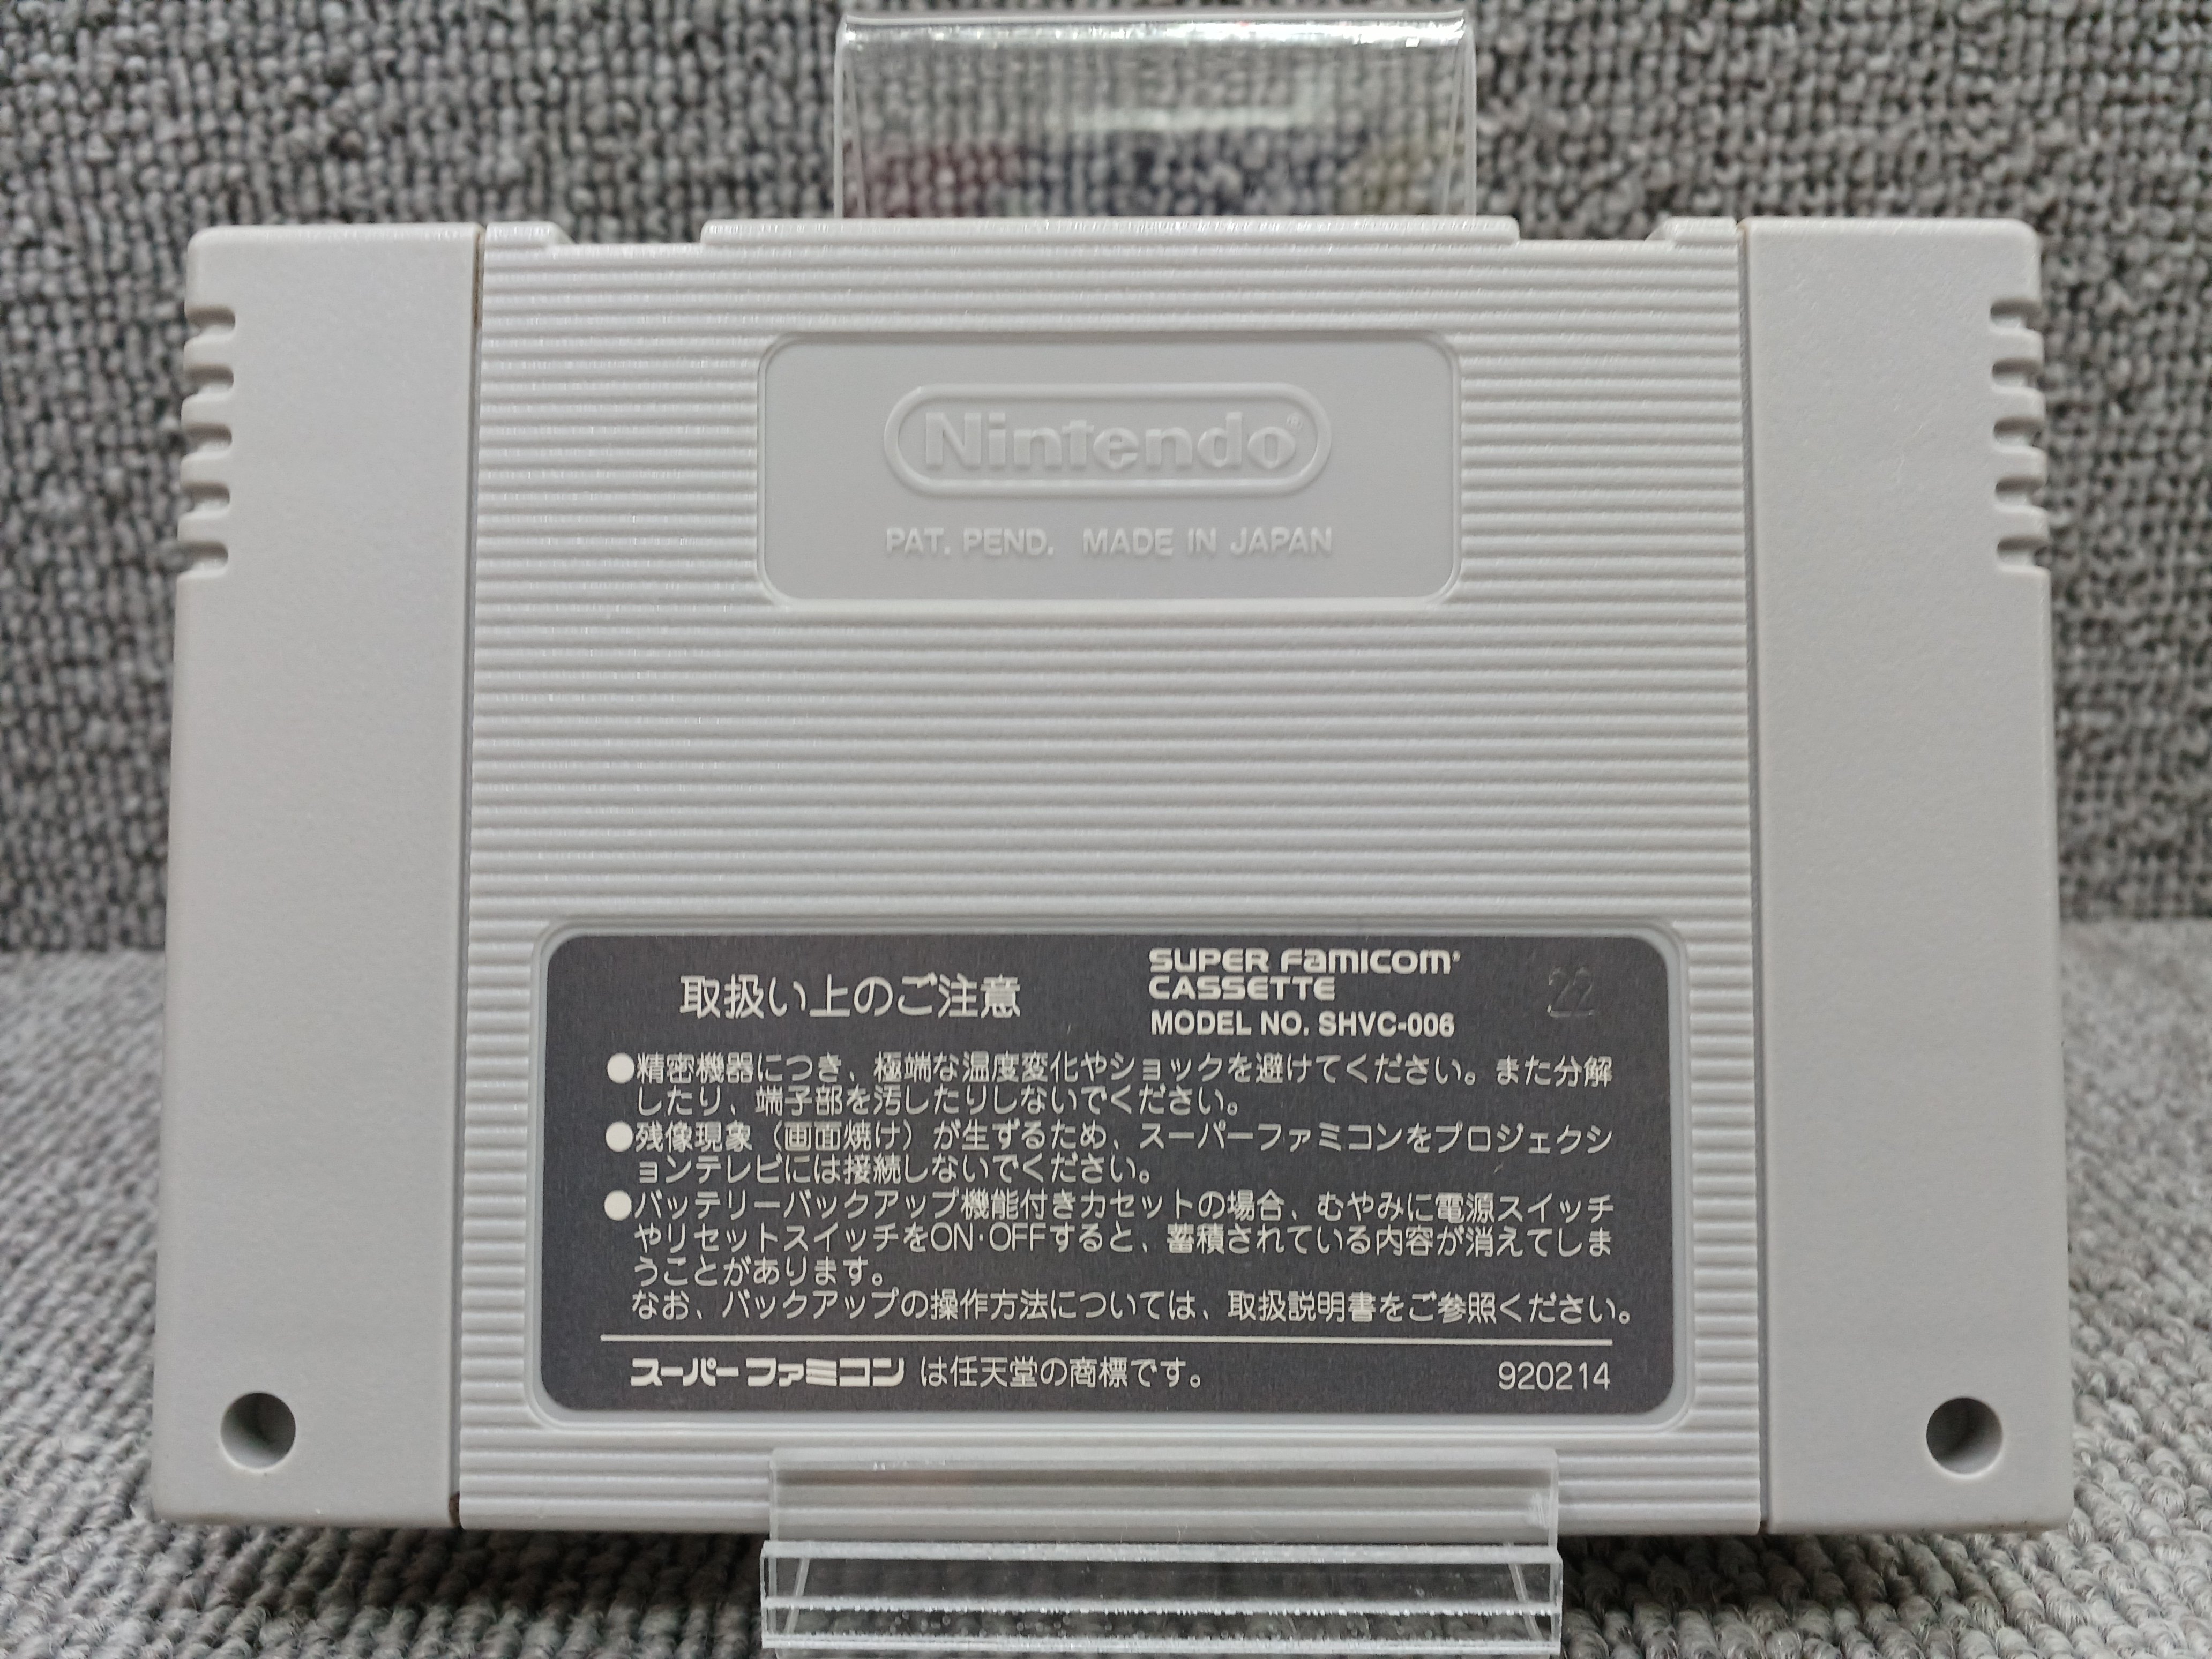 Nintendo®
PAT. PEND. MADE IN JAPAN
取扱い上のご注意
SUPER FAMICOM
CASSETTE
MODEL NO. SHVC-006
22
●精密機器につき、極端な温度変化やショックを避けてください。また分解
したり、端子部を汚したりしないでください。
●残像現象（画面焼け）が生ずるため、スーパーファミコンをプロジェクシ
ョンテレビには接続しないでください。
●バッテリーバックアップ機能付きカセットの場合、むやみに電源スイッチ
やリセットスイッチをON·OFFすると、蓄積されている内容が消えてしま
うことがあります。
なお、バックアップの操作方法については、取扱説明書をご参照ください。
スーパーファミコン は任天堂の商標です。
920214